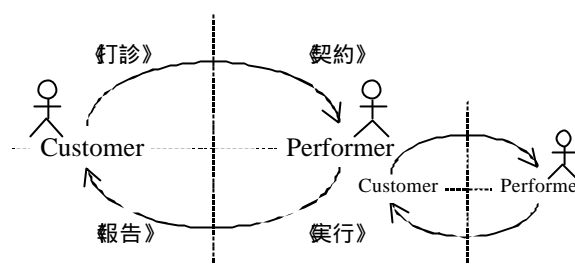 《打診》 《契約》
Customer Performer
Customer Performe
《報告》 《実行》